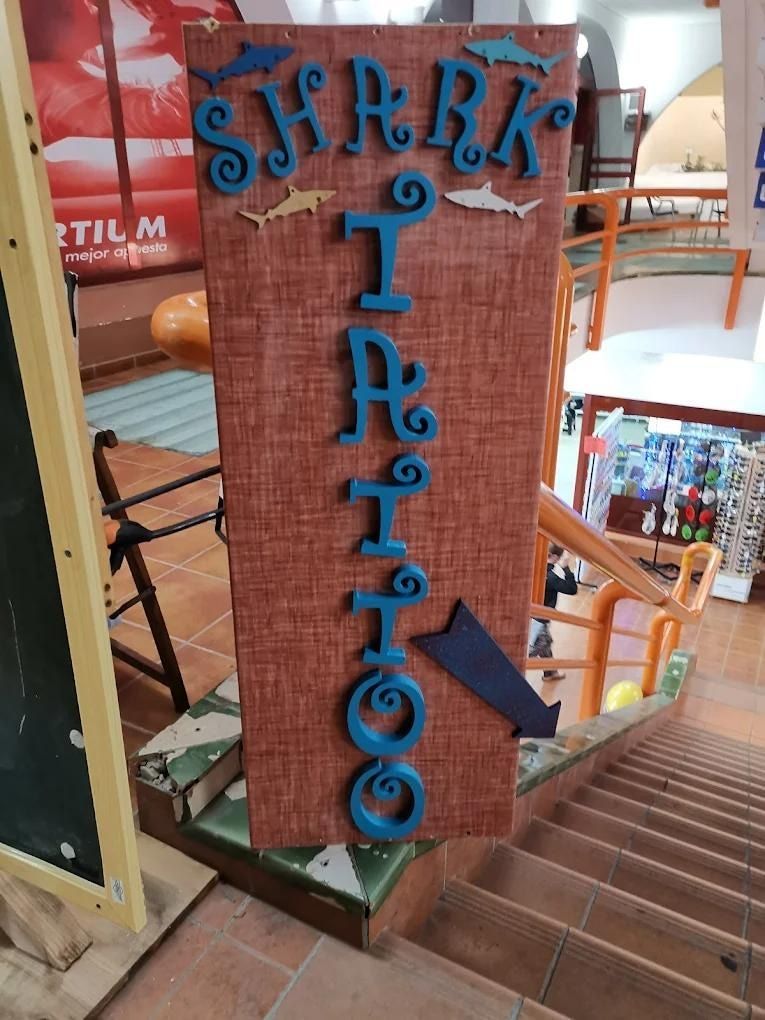 SHARK
TATTOO
RTIUM
mejor apuesta